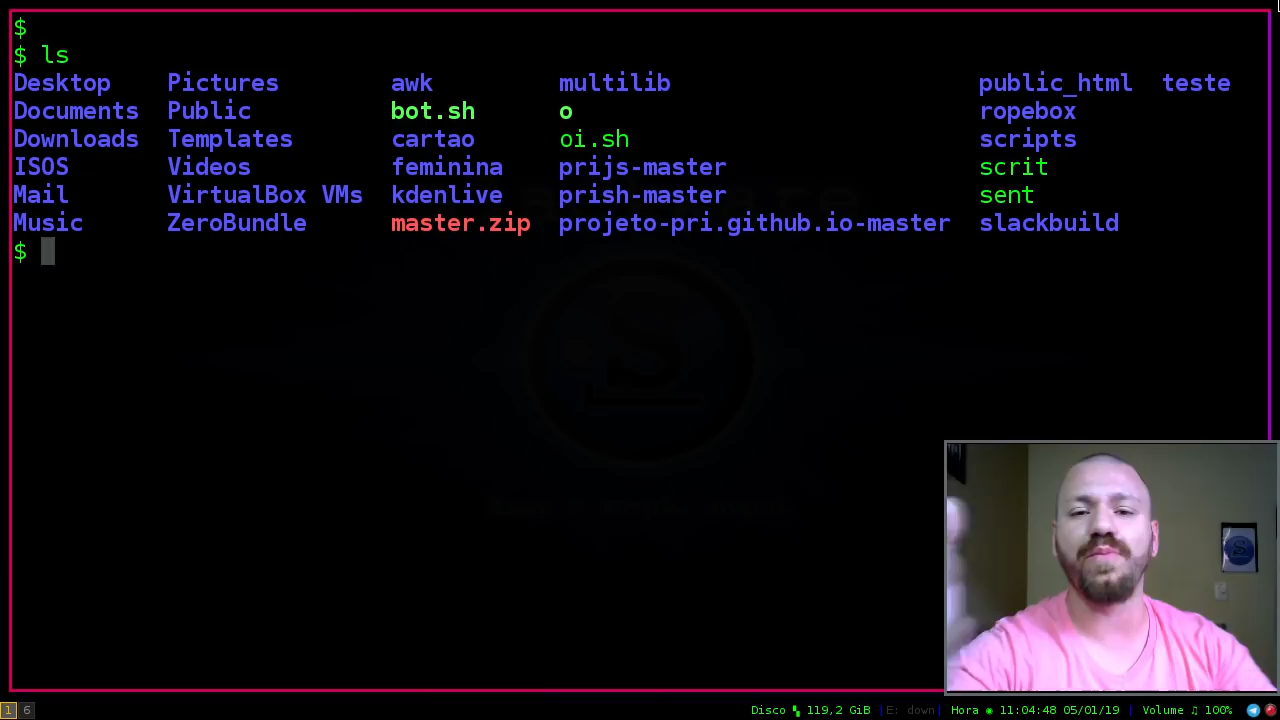 $
$ ls
Desktop Pictures awk multilib public_html teste
Documents Public bot.sh o ropebox
Downloads Templates cartao oi.sh scripts
ISOS Videos feminina prijs-master scrit
Mail VirtualBox VMs kdenlive prish-master sent
Music ZeroBundle master.zip projeto-pri.github.io-master slackbuild
$
1 6 Disco 119,2 GiB |E: down| Hora ◉ 11:04:48 05/01/19 | Volume ♫ 100%